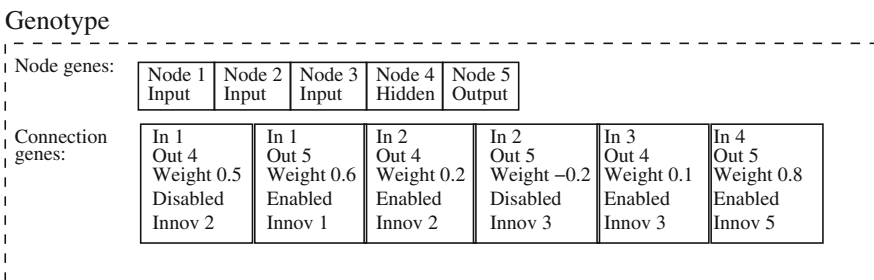 Genotype
Node genes:
Node 1 Node 2 Node 3 Node 4 Node 5
Input Input Input Hidden Output
Connection genes:
In 1
Out 4
Weight 0.5
Disabled
Innov 2
In 1
Out 5
Weight 0.6
Enabled
Innov 1
In 2
Out 4
Weight 0.2
Enabled
Innov 2
In 2
Out 5
Weight −0.2
Disabled
Innov 3
In 3
Out 4
Weight 0.1
Enabled
Innov 3
In 4
Out 5
Weight 0.8
Enabled
Innov 5